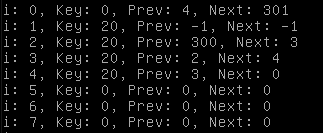 i: 0, Key: 0, Prev: 4, Next: 301
i: 1, Key: 20, Prev: -1, Next: -1
i: 2, Key: 20, Prev: 300, Next: 3
i: 3, Key: 20, Prev: 2, Next: 4
i: 4, Key: 20, Prev: 3, Next: 0
i: 5, Key: 0, Prev: 0, Next: 0
i: 6, Key: 0, Prev: 0, Next: 0
i: 7, Key: 0, Prev: 0, Next: 0